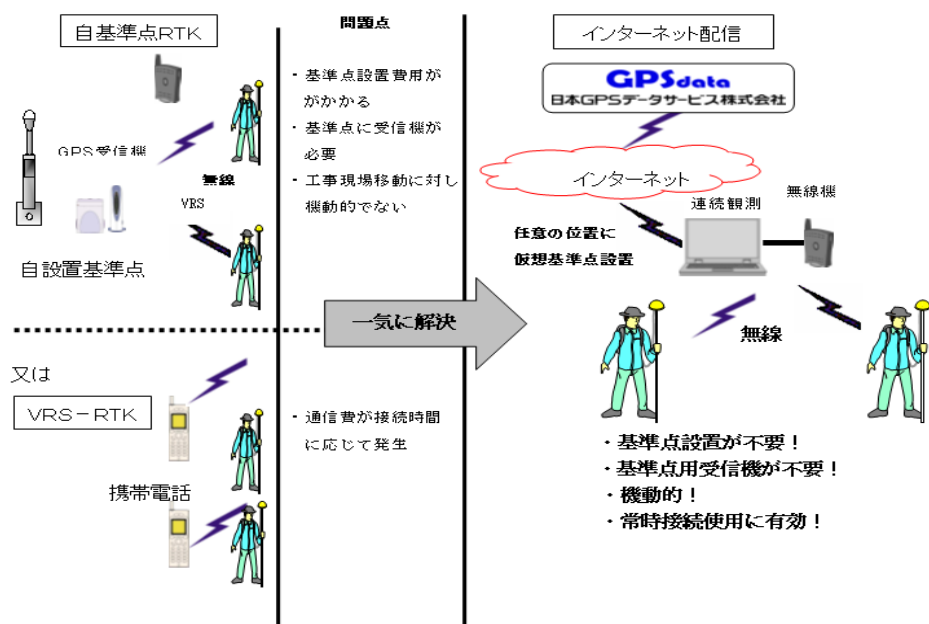 自基準点RTK
GPS受信機
無線
VRS
自設置基準点
又は
VRS－RTK
携帯電話
問題点
・基準点設置費用が
がかかる
・基準点に受信機が
必要
・工事現場移動に対し
機動的でない
一気に解決
・通信費が接続時間
に応じて発生
インターネット配信
GPSdata
日本GPSデータサービス株式会社
インターネット
連続観測
無線機
任意の位置に
仮想基準点設置
無線
・基準点設置が不要！
・基準点用受信機が不要！
・機動的！
・常時接続使用に有効！